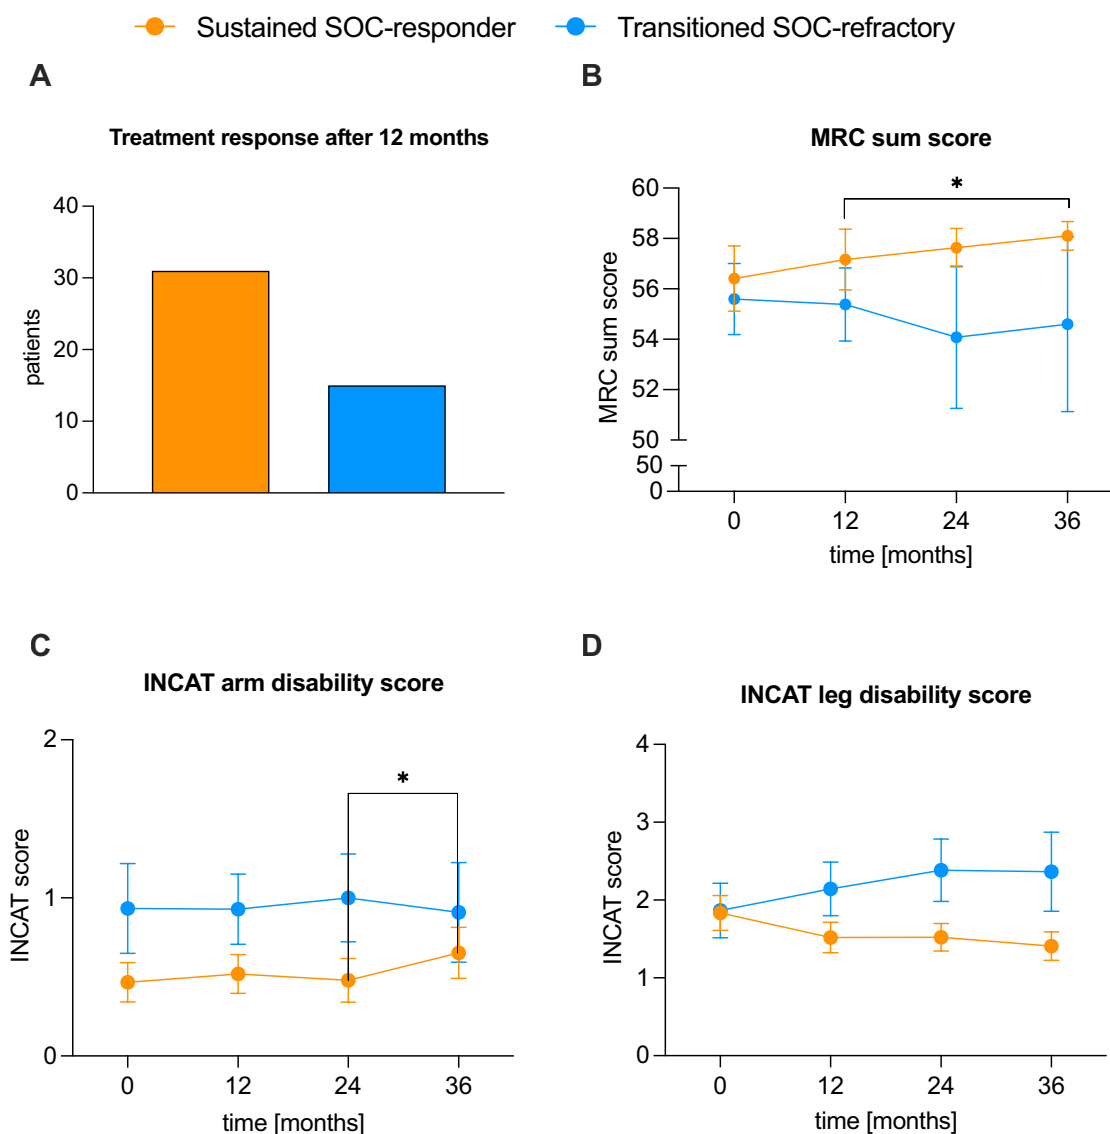 Sustained SOC-responder Transitioned SOC-refractory
A
Treatment response after 12 months
40
30
20
10
0
patients
B
MRC sum score
*
60
58
56
54
52
50
50
0
MRC sum score
0 12 24 36
time [months]
C
INCAT arm disability score
*
2
1
0
INCAT score
0 12 24 36
time [months]
D
INCAT leg disability score
4
3
2
1
0
INCAT score
0 12 24 36
time [months]